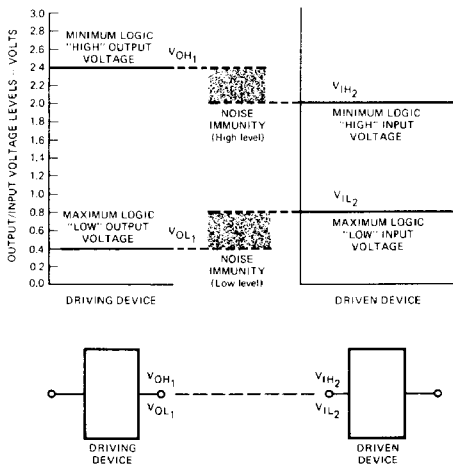 OUTPUT/INPUT VOLTAGE LEVELS - VOLTS
3.0
2.8
2.6
2.4
2.2
2.0
1.8
1.6
1.4
1.2
1.0
0.8
0.6
0.4
0.2
0.0
MINIMUM LOGIC
"HIGH" OUTPUT
VOLTAGE
VOH1
NOISE
IMMUNITY
(High level)
VIH2
MINIMUM LOGIC
"HIGH" INPUT
VOLTAGE
MAXIMUM LOGIC
"LOW" OUTPUT
VOLTAGE
VOL1
NOISE
IMMUNITY
(Low level)
VIL2
MAXIMUM LOGIC
"LOW" INPUT
VOLTAGE
DRIVING DEVICE
DRIVEN DEVICE
VOH1
VOL1
VIH2
VIL2
DRIVING
DEVICE
DRIVEN
DEVICE